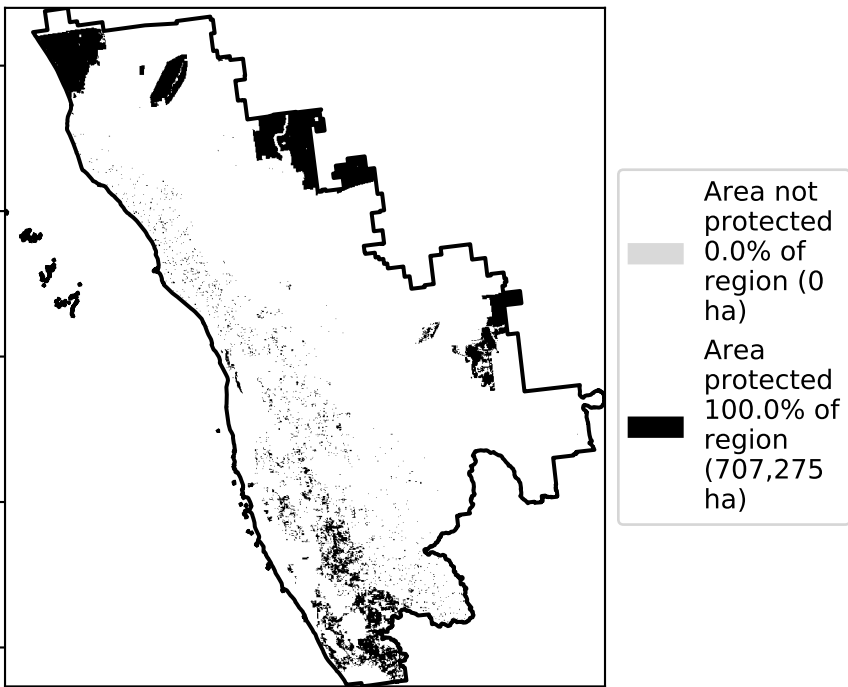 Area not
protected
0.0% of
region (0
ha)
Area
protected
100.0% of
region
(707,275
ha)